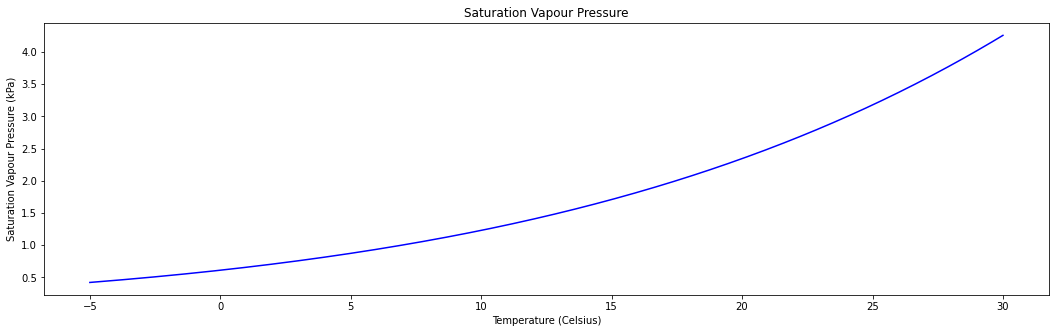 Saturation Vapour Pressure
Saturation Vapour Pressure (kPa)
4.0
3.5
3.0
2.5
2.0
1.5
1.0
0.5
−5 0 5 10 15 20 25 30
Temperature (Celsius)